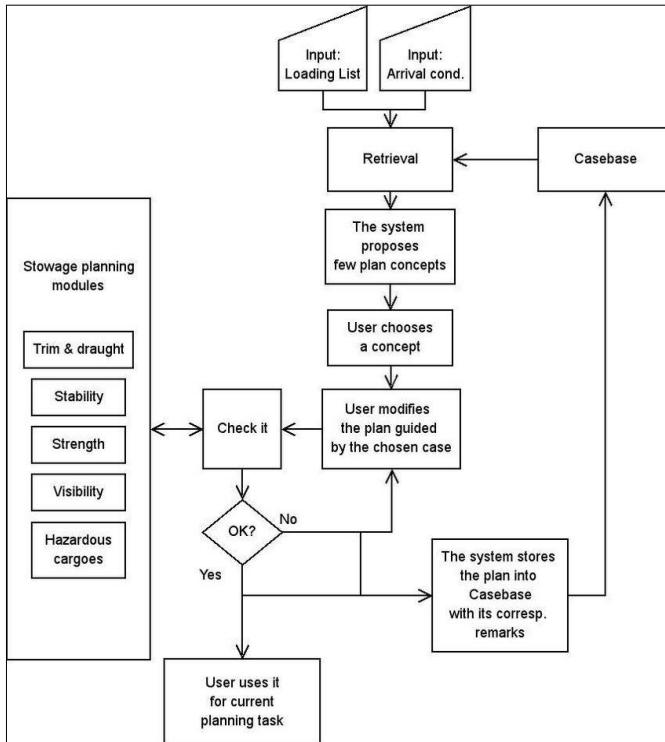 Input:
Loading List
Input:
Arrival cond.
Retrieval
Casebase
The system
proposes
few plan concepts
Stowage planning
modules
User chooses
a concept
Trim & draught
Stability
Strength
Visibility
Hazardous
cargoes
Check it
User modifies
the plan guided
by the chosen case
OK?
No
Yes
The system stores
the plan into
Casebase
with its corresp.
remarks
User uses it
for current
planning task